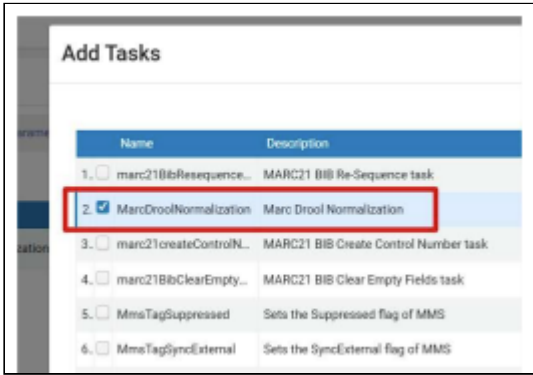 Add Tasks
Name Description
1. marc21BibResequence... MARC21 BIB Re-Sequence task
2. MarcDroolNormalization Marc Drool Normalization
3. marc21createControlN... MARC21 BIB Create Control Number task
4. marc21BibClearEmpty... MARC21 BIB Clear Empty Fields task
5. MmsTagSuppressed Sets the Suppressed flag of MMS
6. MmsTagSyncExternal Sets the SyncExternal flag of MMS